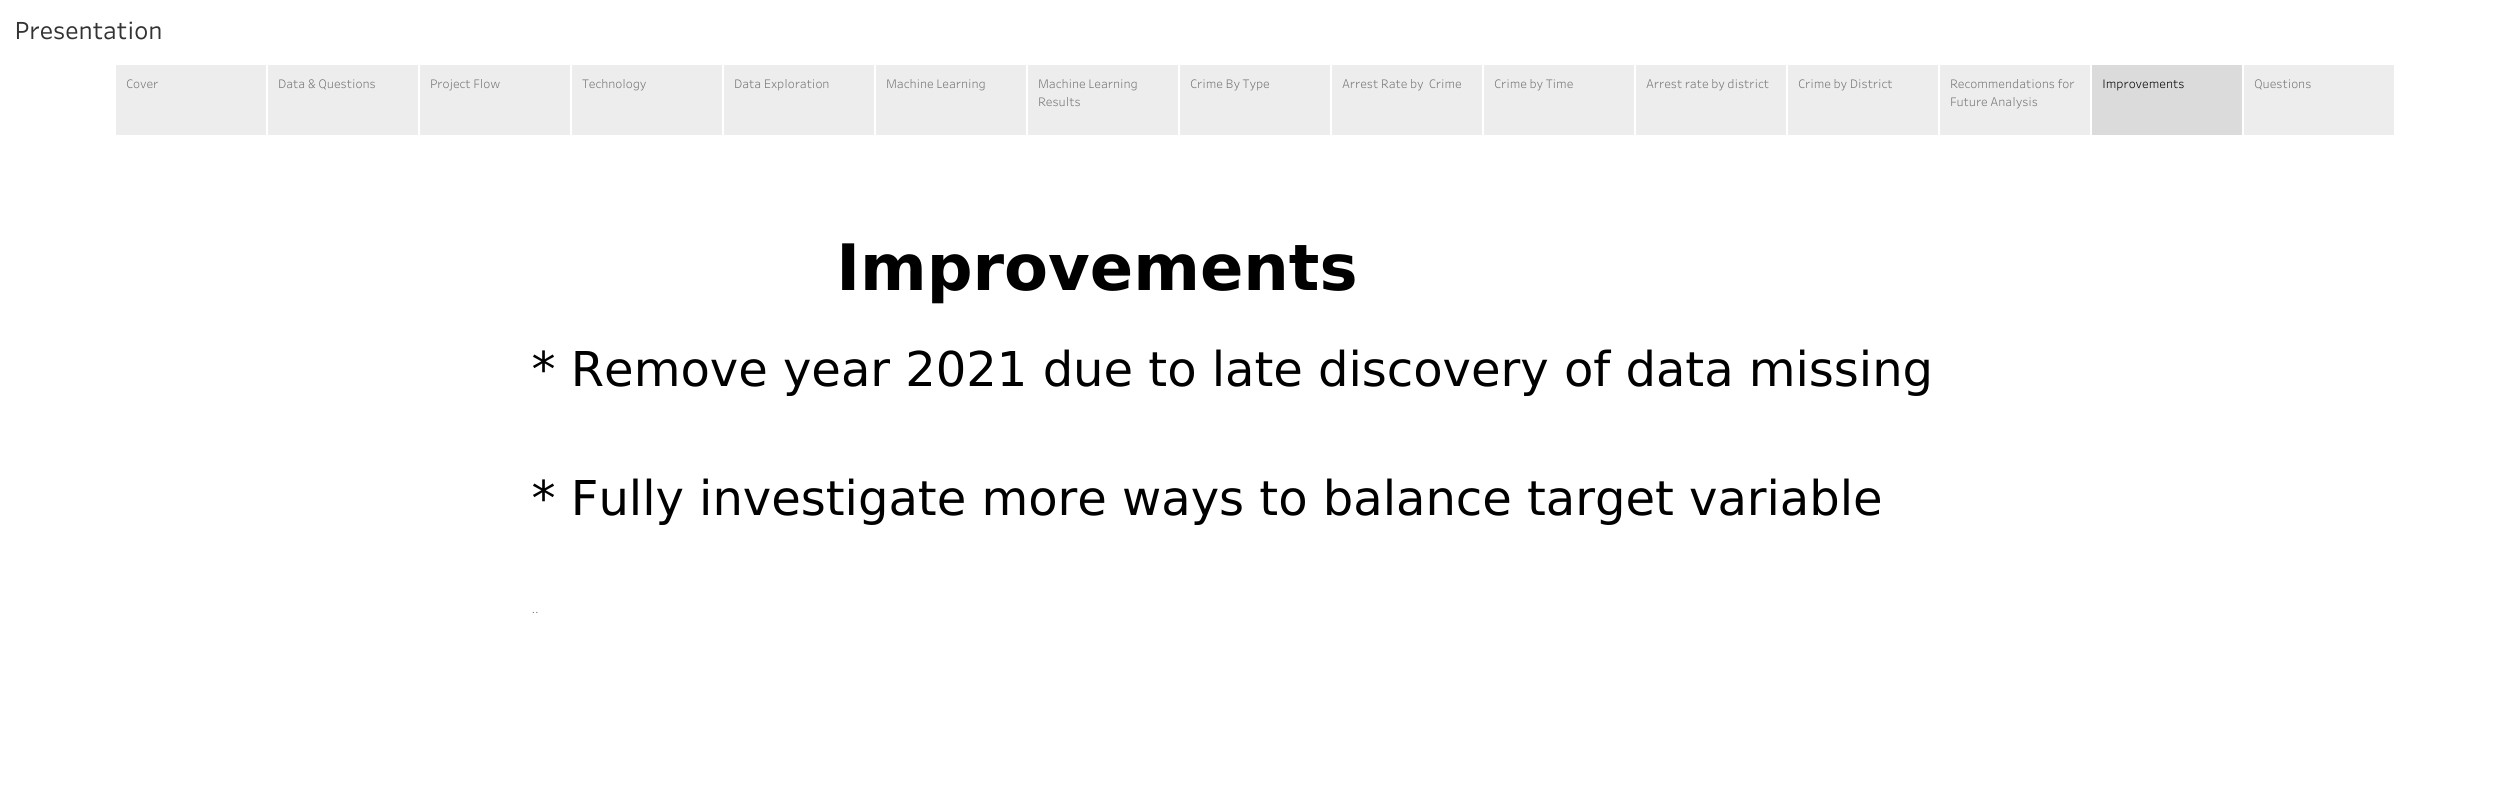 Presentation
Cover
Data & Questions
Project Flow
Technology
Data Exploration
Machine Learning
Machine Learning
Results
Crime By Type
Arrest Rate by  Crime
Crime by Time
Arrest rate by district
Crime by District
Recommendations for
Future Analysis
Improvements
Questions
Improvements
* Remove year 2021 due to late discovery of data missing
* Fully investigate more ways to balance target variable
..